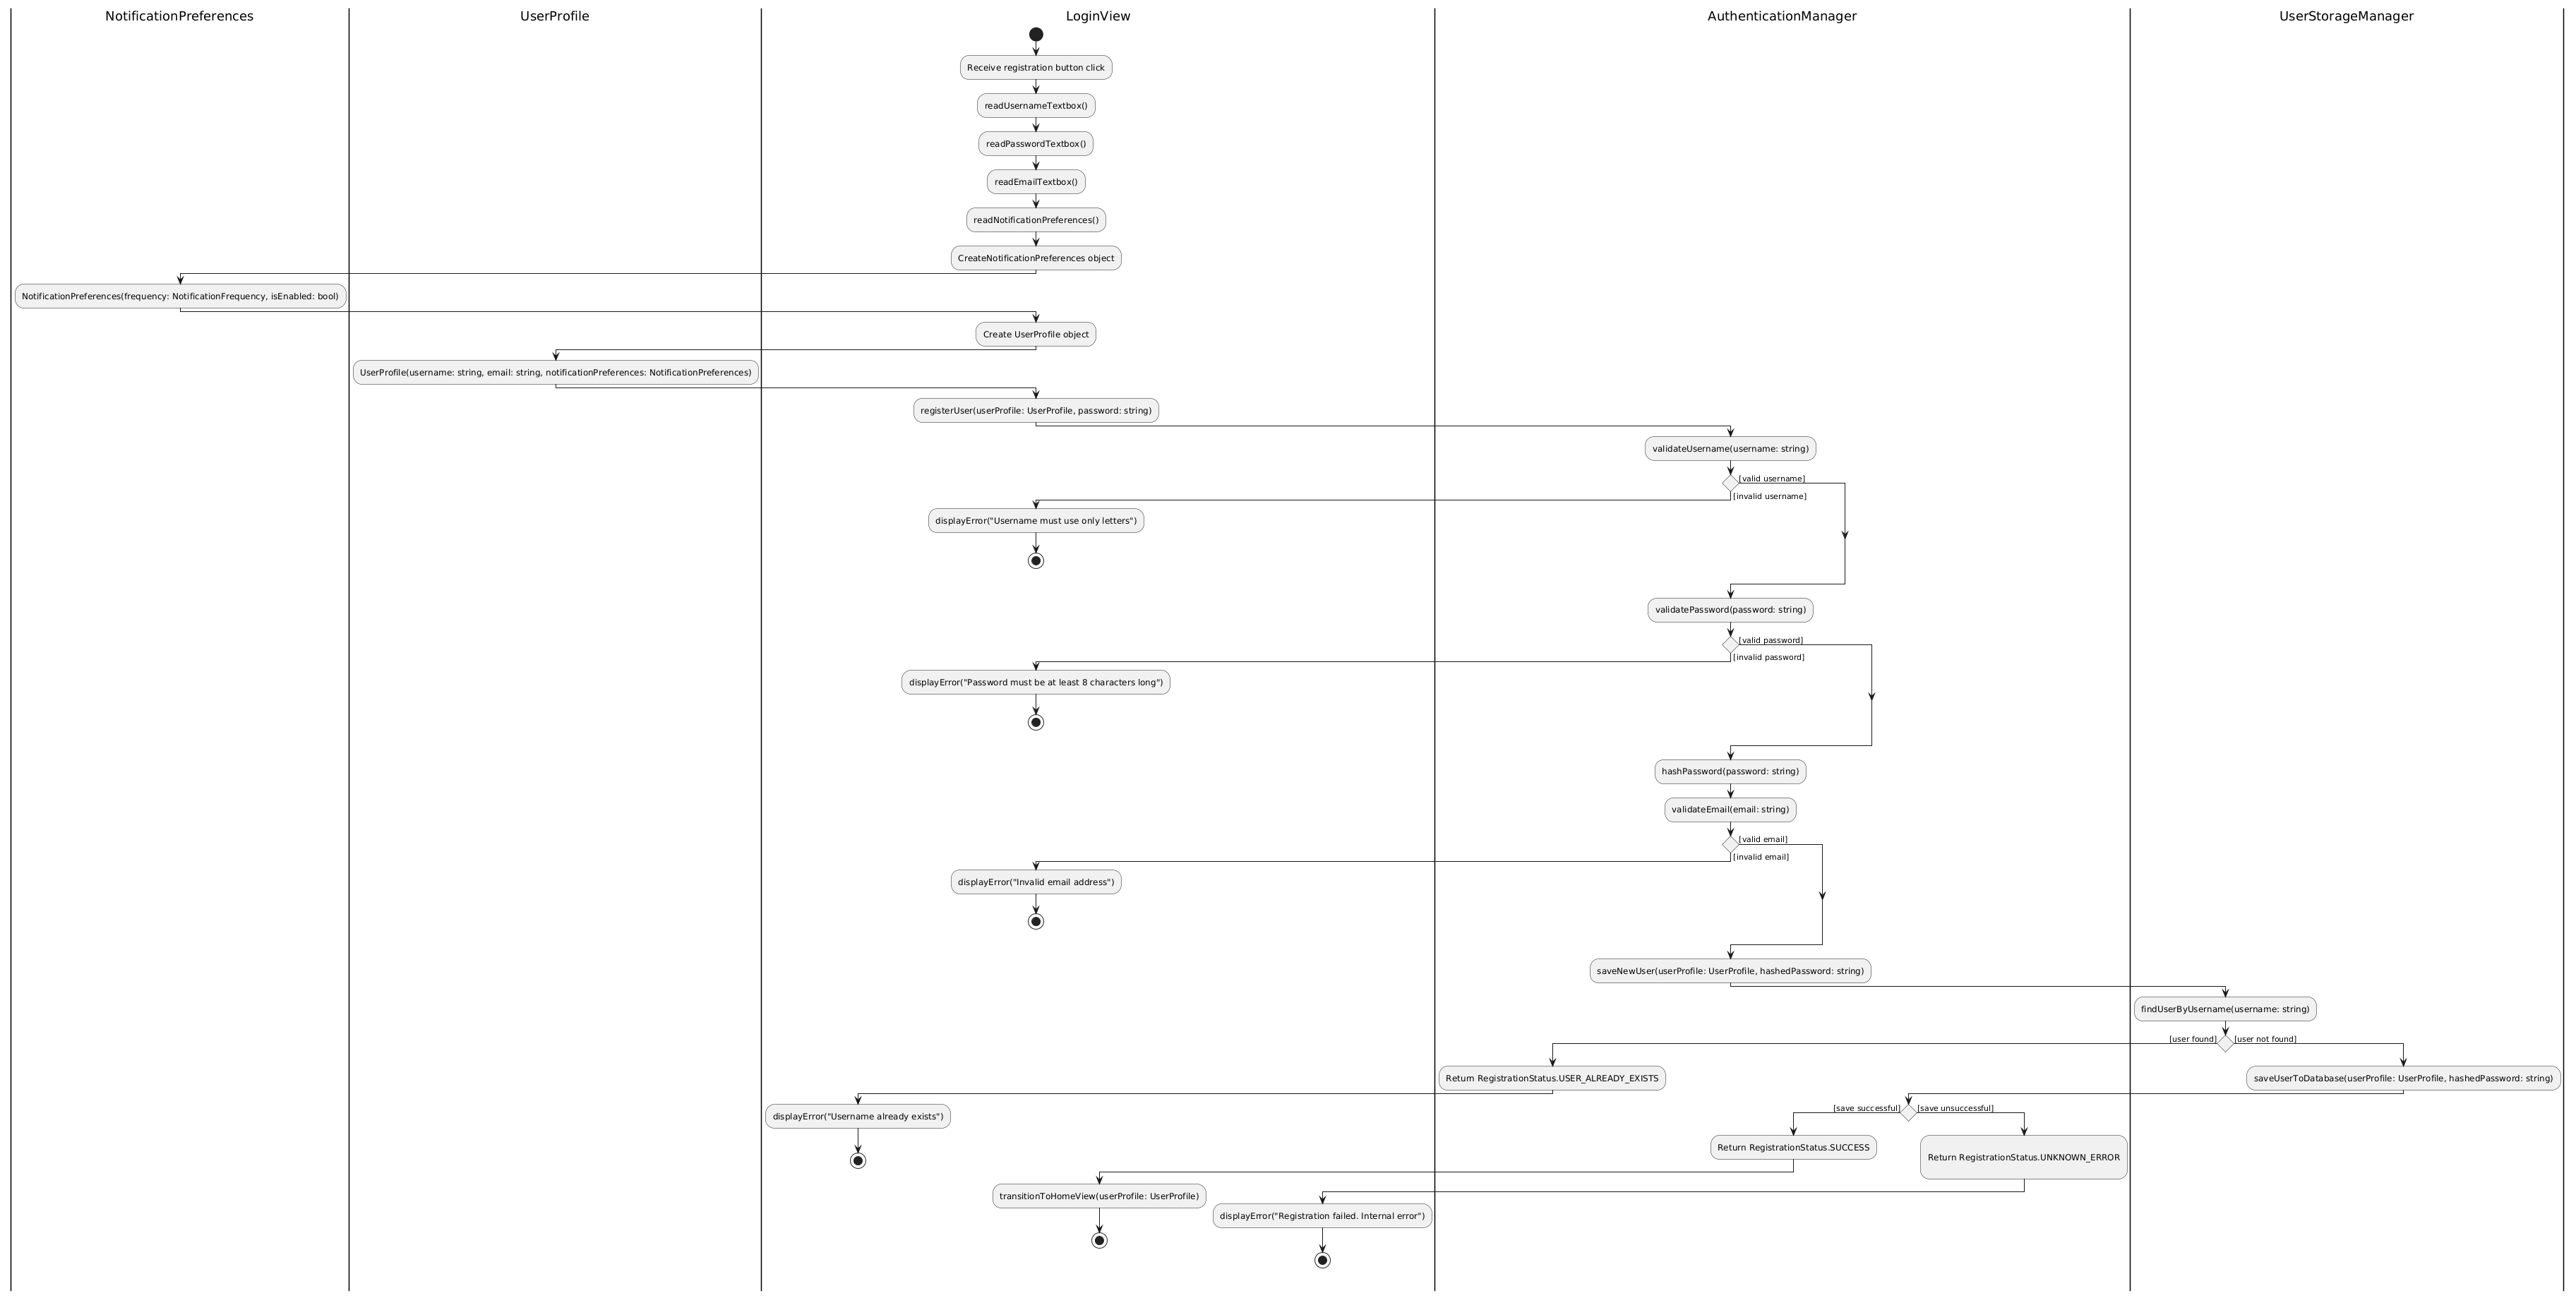 NotificationPreferences
UserProfile
LoginView
AuthenticationManager
UserStorageManager
Receive registration button click
readUsernameTextbox()
readPasswordTextbox()
readEmailTextbox()
readNotificationPreferences()
CreateNotificationPreferences object
NotificationPreferences(frequency: NotificationFrequency, isEnabled: bool)
Create UserProfile object
UserProfile(username: string, email: string, notificationPreferences: NotificationPreferences)
registerUser(userProfile: UserProfile, password: string)
validateUsername(username: string)
[valid username]
[invalid username]
displayError("Username must use only letters")
validatePassword(password: string)
[valid password]
[invalid password]
displayError("Password must be at least 8 characters long")
hashPassword(password: string)
validateEmail(email: string)
[valid email]
[invalid email]
displayError("Invalid email address")
saveNewUser(userProfile: UserProfile, hashedPassword: string)
findUserByUsername(username: string)
[user found]
[user not found]
Return RegistrationStatus.USER_ALREADY_EXISTS
saveUserToDatabase(userProfile: UserProfile, hashedPassword: string)
displayError("Username already exists")
[save successful]
[save unsuccessful]
Return RegistrationStatus.SUCCESS
Return RegistrationStatus.UNKNOWN_ERROR
transitionToHomeView(userProfile: UserProfile)
displayError("Registration failed. Internal error")